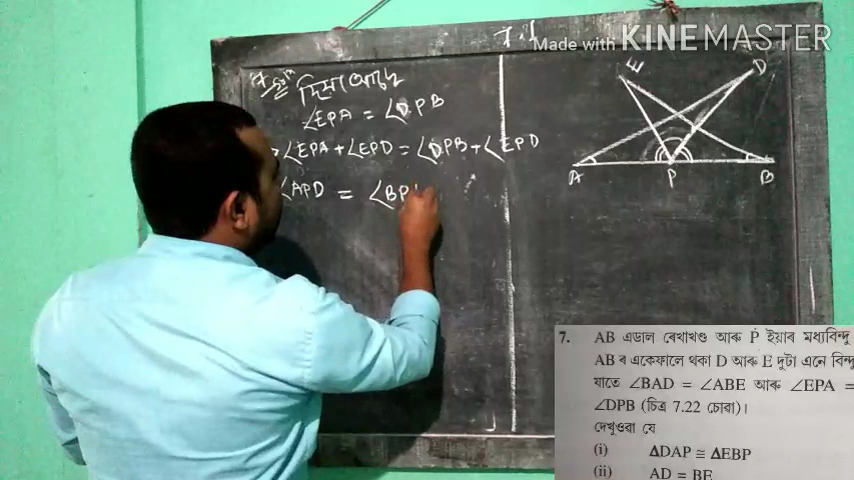 7.1
Made with KINEMASTER
দিয়া আছে
∠EPA = ∠DPB
∠EPA + ∠EPD = ∠DPB + ∠EPD
∠APD = ∠BP
E D
A P B
7. AB এডাল ৰেখাখণ্ড আৰু P ইয়াৰ মধ্যবিন্দু
AB ৰ একেফালে থকা D আৰু E দুটা এনে বিন্দু
যাতে ∠BAD = ∠ABE আৰু ∠EPA =
∠DPB (চিত্ৰ 7.22 চোৱা)।
দেখুওৱা যে
(i) ΔDAP ≅ ΔEBP
(ii) AD = BE